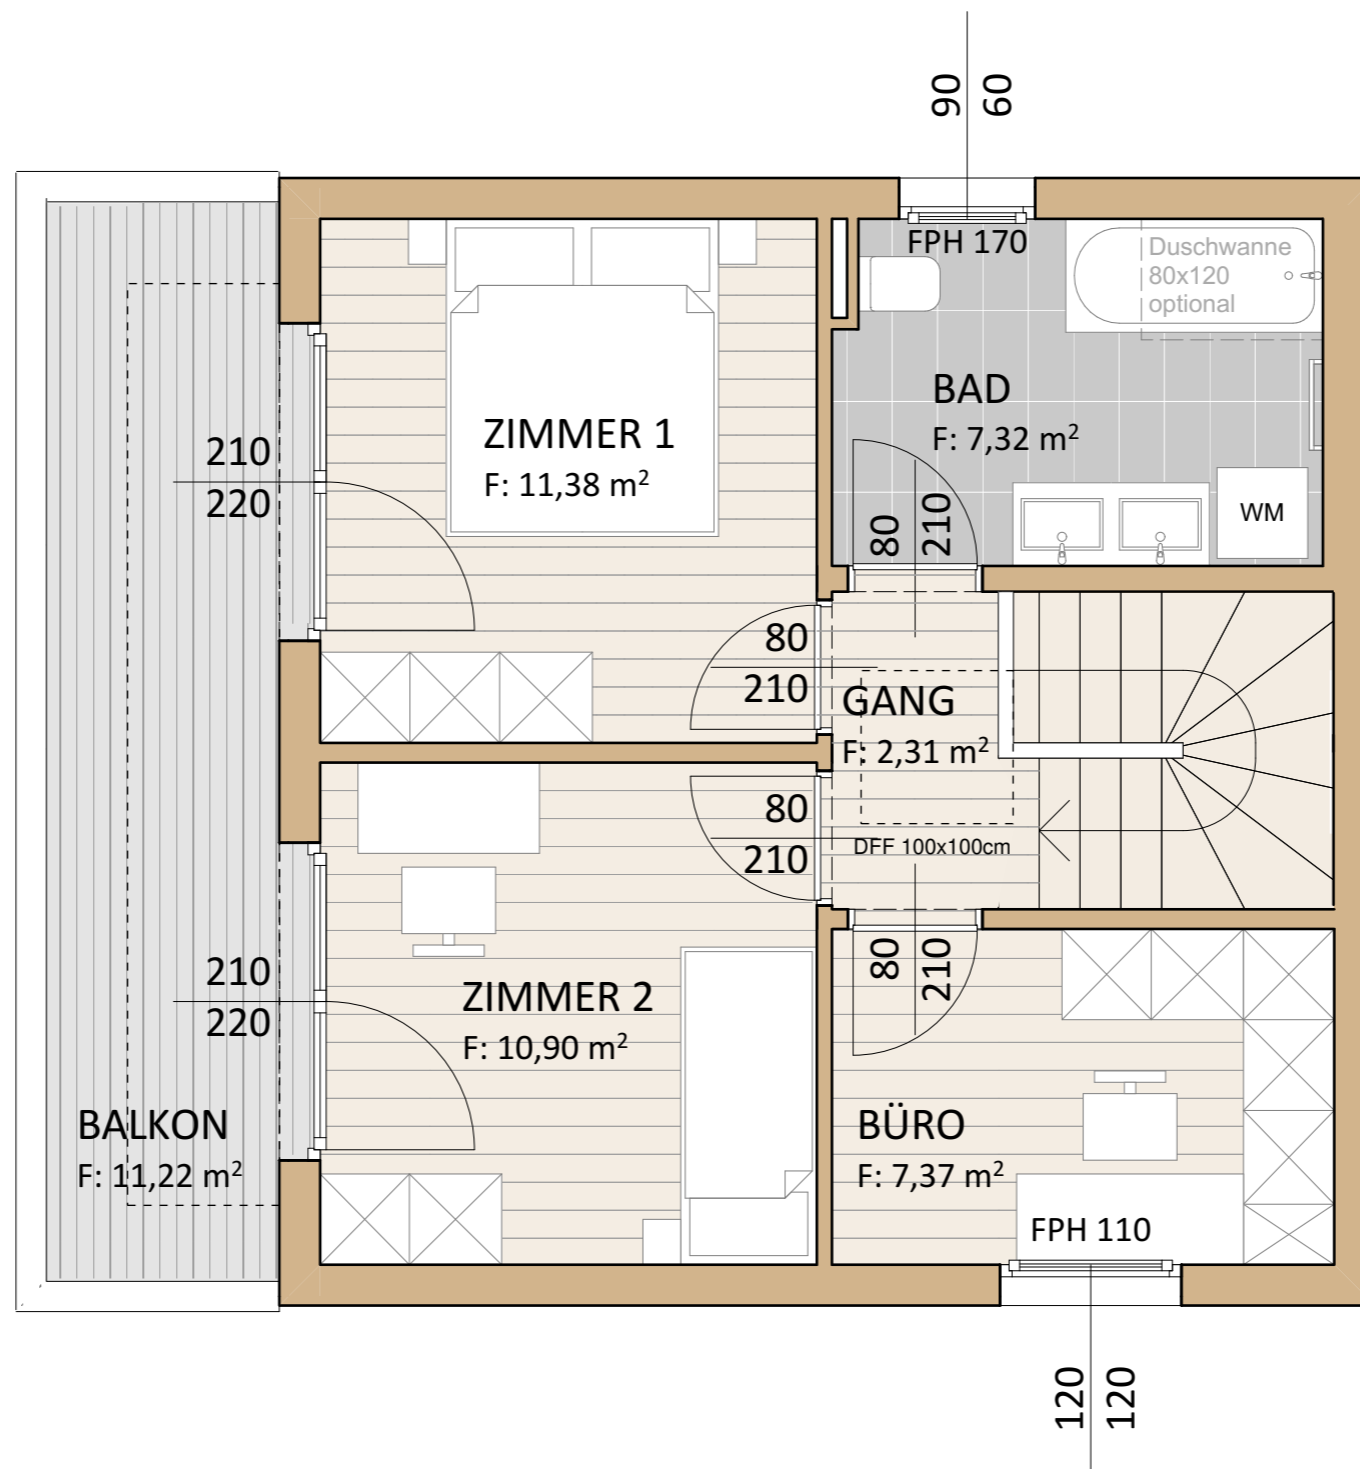 90
60
FPH 170
Duschwanne
80x120
optional
BAD
F: 7,32 m²
ZIMMER 1
F: 11,38 m²
210
220
80
210
WM
80
210
GANG
F: 2,31 m²
80
210
DFF 100x100cm
80
210
210
220
ZIMMER 2
F: 10,90 m²
BALKON
F: 11,22 m²
BÜRO
F: 7,37 m²
FPH 110
120
120